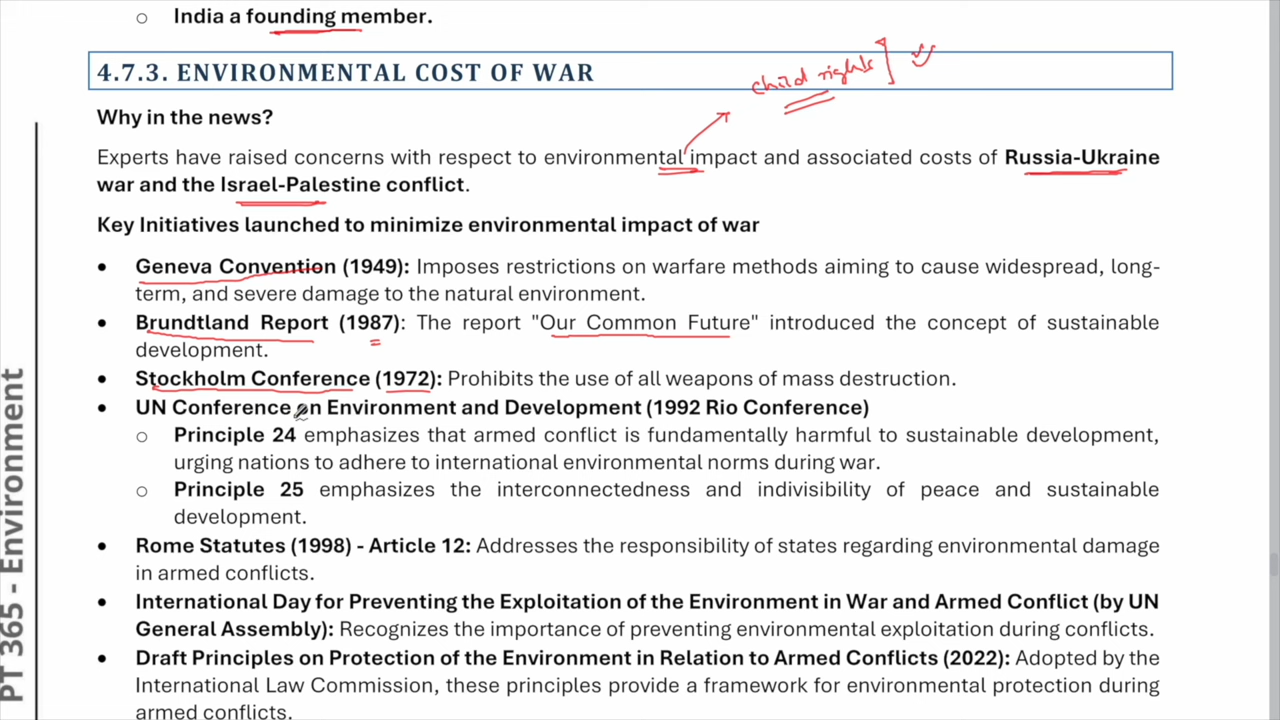 ○ India a founding member.
4.7.3. ENVIRONMENTAL COST OF WAR
child rights
Why in the news?
Experts have raised concerns with respect to environmental impact and associated costs of Russia-Ukraine
war and the Israel-Palestine conflict.
Key Initiatives launched to minimize environmental impact of war
• Geneva Convention (1949): Imposes restrictions on warfare methods aiming to cause widespread, long-
term, and severe damage to the natural environment.
• Brundtland Report (1987): The report "Our Common Future" introduced the concept of sustainable
development.
• Stockholm Conference (1972): Prohibits the use of all weapons of mass destruction.
• UN Conference on Environment and Development (1992 Rio Conference)
○ Principle 24 emphasizes that armed conflict is fundamentally harmful to sustainable development,
urging nations to adhere to international environmental norms during war.
○ Principle 25 emphasizes the interconnectedness and indivisibility of peace and sustainable
development.
• Rome Statutes (1998) - Article 12: Addresses the responsibility of states regarding environmental damage
in armed conflicts.
• International Day for Preventing the Exploitation of the Environment in War and Armed Conflict (by UN
General Assembly): Recognizes the importance of preventing environmental exploitation during conflicts.
• Draft Principles on Protection of the Environment in Relation to Armed Conflicts (2022): Adopted by the
International Law Commission, these principles provide a framework for environmental protection during
armed conflicts.
PT 365 - Environment